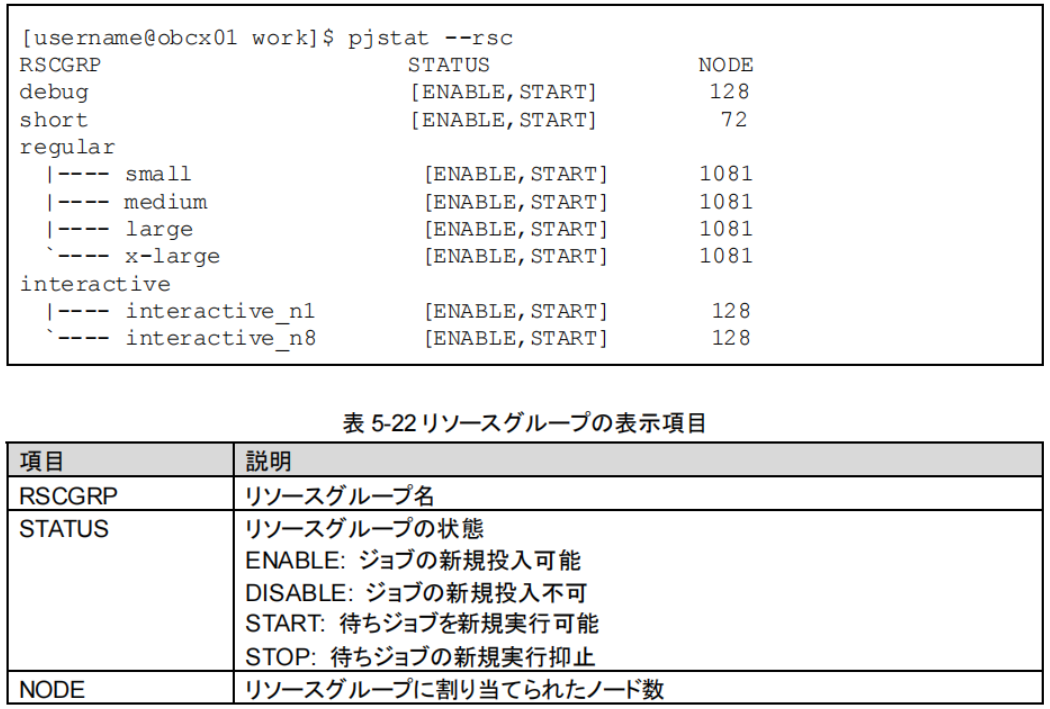 [username@obcx01 work]$ pjstat --rsc
RSCGRP STATUS NODE
debug [ENABLE,START] 128
short [ENABLE,START] 72
regular
|---- small [ENABLE,START] 1081
|---- medium [ENABLE,START] 1081
|---- large [ENABLE,START] 1081
`---- x-large [ENABLE,START] 1081
interactive
|---- interactive_n1 [ENABLE,START] 128
`---- interactive_n8 [ENABLE,START] 128
表 5-22 リソースグループの表示項目
項目 説明
RSCGRP リソースグループ名
STATUS リソースグループの状態
ENABLE: ジョブの新規投入可能
DISABLE: ジョブの新規投入不可
START: 待ちジョブを新規実行可能
STOP: 待ちジョブの新規実行抑止
NODE リソースグループに割り当てられたノード数